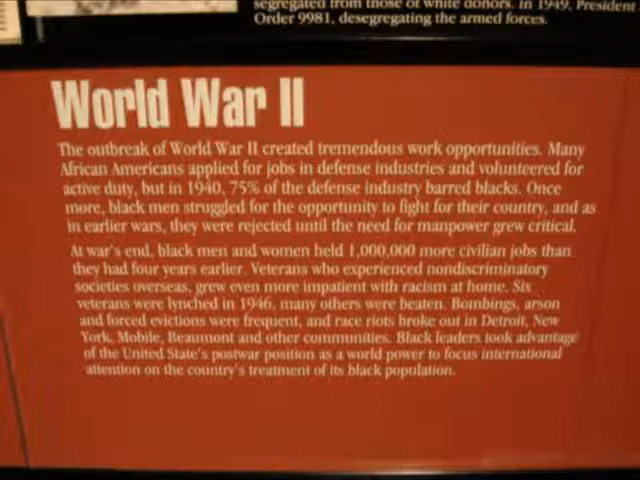 segregated from those of white donors. In 1949, President
Order 9981, desegregating the armed forces.
World War II
The outbreak of World War II created tremendous work opportunities. Many
African Americans applied for jobs in defense industries and volunteered for
active duty, but in 1940, 75% of the defense industry barred blacks. Once
more, black men struggled for the opportunity to fight for their country, and as
in earlier wars, they were rejected until the need for manpower grew critical.
At war's end, black men and women held 1,000,000 more civilian jobs than
they had four years earlier. Veterans who experienced nondiscriminatory
societies overseas, grew even more impatient with racism at home. Six
veterans were lynched in 1946, many others were beaten. Bombings, arson
and forced evictions were frequent, and race riots broke out in Detroit, New
York, Mobile, Beaumont and other communities. Black leaders took advantage
of the United State's postwar position as a world power to focus international
attention on the country's treatment of its black population.